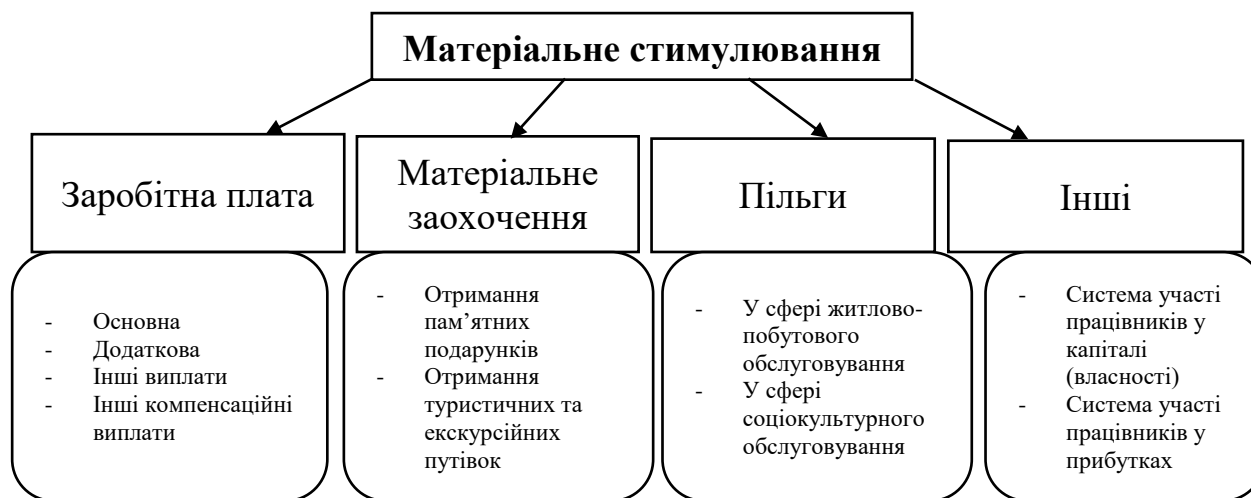 Матеріальне стимулювання
Заробітна плата
Матеріальне
заохочення
Пільги
Інші
- Основна
- Додаткова
- Інші виплати
- Інші компенсаційні
виплати
- Отримання
пам’ятних
подарунків
- Отримання
туристичних та
екскурсійних
путівок
- У сфері житлово-
побутового
обслуговування
- У сфері
соціокультурного
обслуговування
- Система участі
працівників у
капіталі
(власності)
- Система участі
працівників у
прибутках